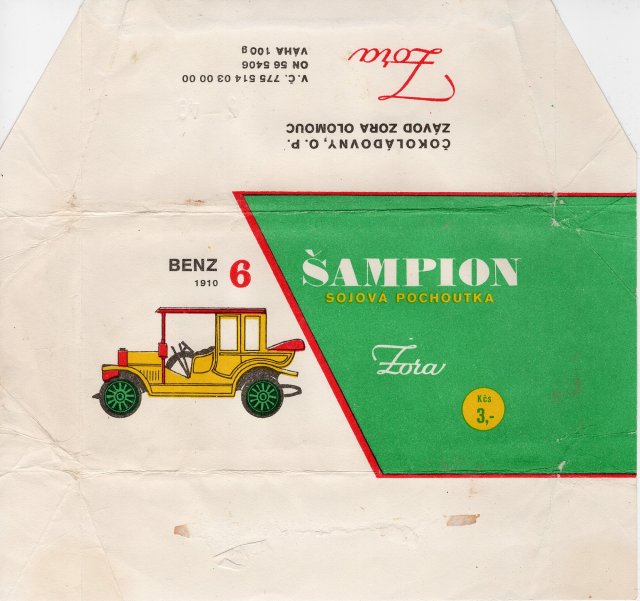 Zora
V. Č. 775 514 03 00 00
ON 56 5406
VÁHA 100 g
ČOKOLÁDOVNY, O. P.
ZÁVOD ZORA OLOMOUC
BENZ
1910
6
ŠAMPION
SOJOVÁ POCHOUTKA
Zora
Kčs
3,-